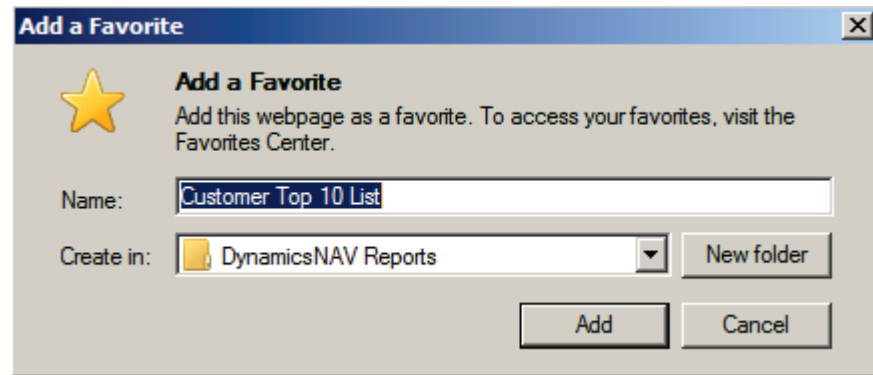 Add a Favorite
Add a Favorite
Add this webpage as a favorite. To access your favorites, visit the
Favorites Center.
Name: Customer Top 10 List
Create in: DynamicsNAV Reports New folder
Add Cancel